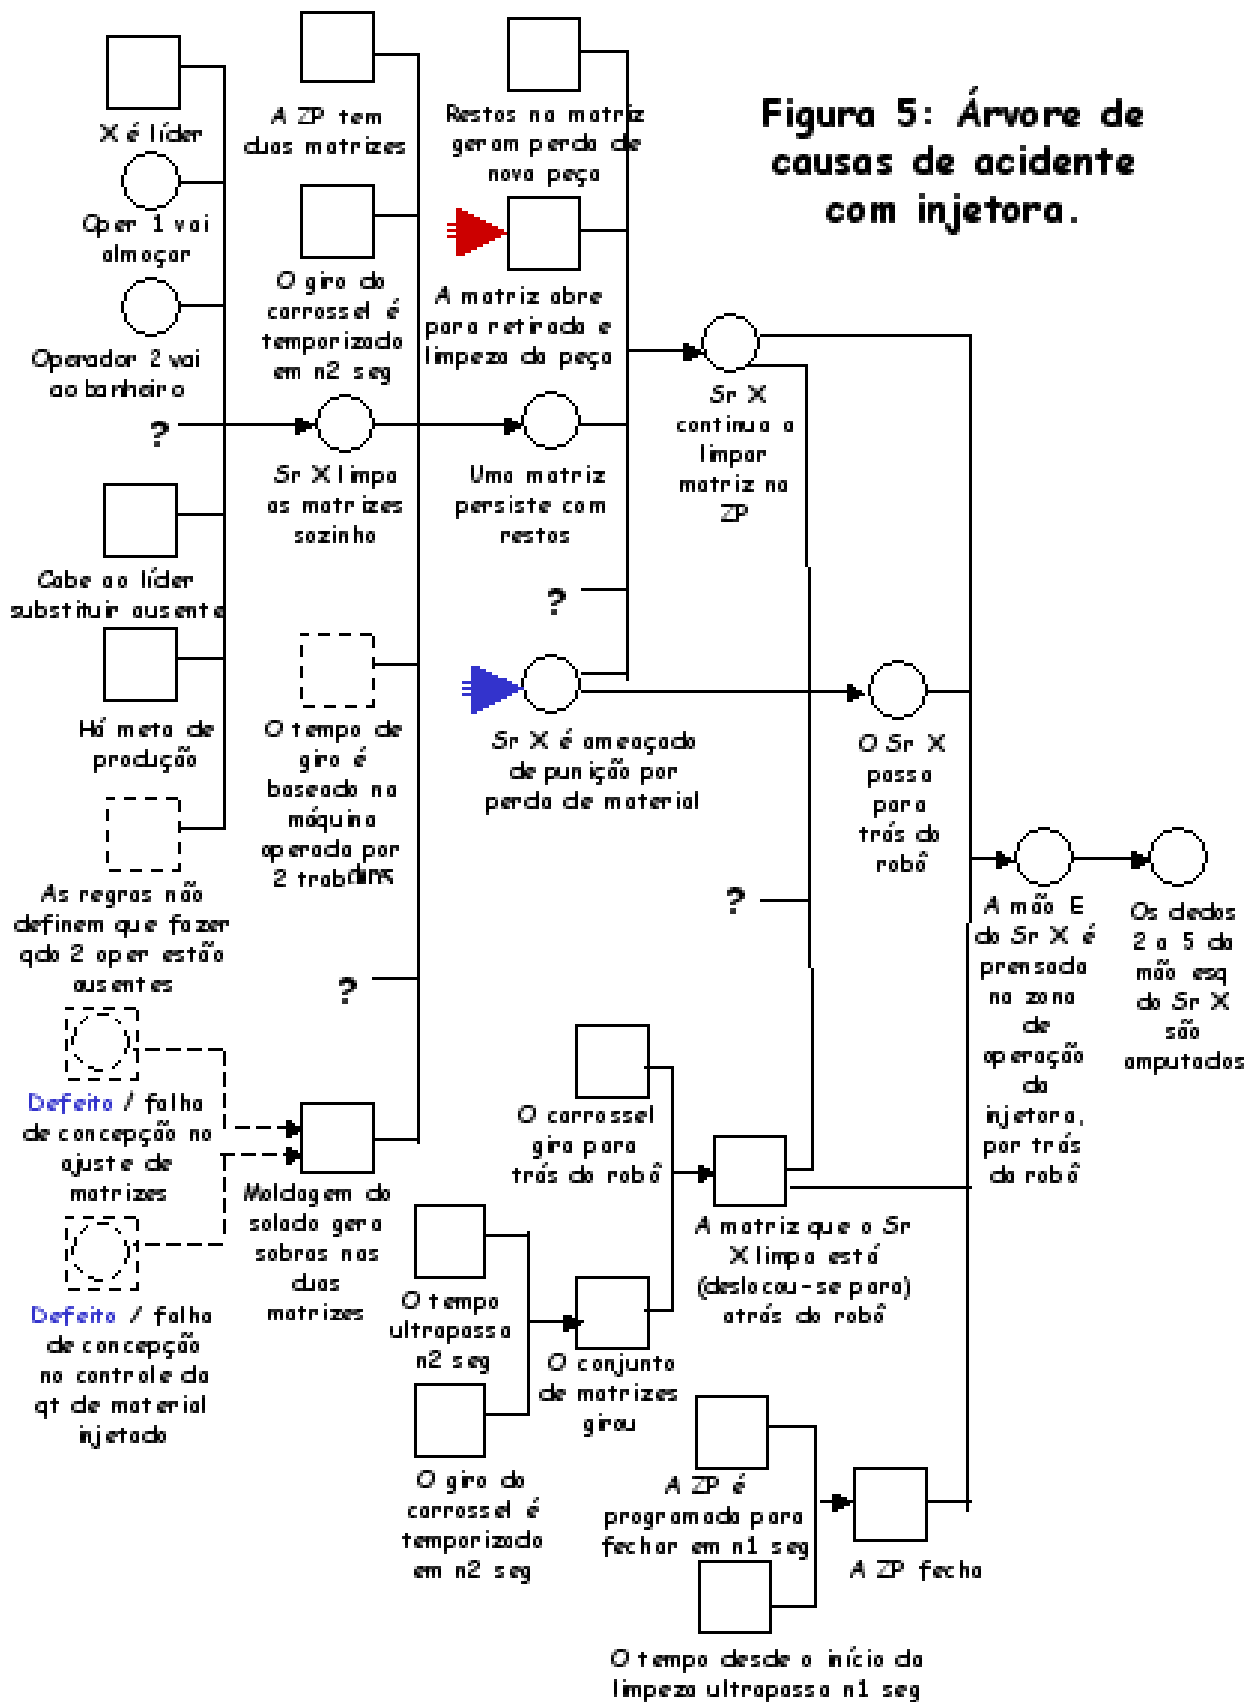 Figura 5: Árvore de
causas de acidente
com injetora.
X é líder
Oper 1 vai
almoçar
Operador 2 vai
ao banheiro
?
Cabe ao líder
substituir ausente
Há meta de
produção
As regras não
definem que fazer
qdo 2 oper estão
ausentes
Defeito / falha
de concepção no
ajuste de
matrizes
Defeito / falha
de concepção
no controle da
qt de material
injetado
A ZP tem
duas matrizes
O giro do
carrossel é
temporizado
em n2 seg
Sr X limpa
as matrizes
sozinho
O tempo de
giro é
baseado na
máquina
operada por
2 trab
?
Moldagem do
solado gera
sobras nas
duas
matrizes
Restos na matriz
geram perda de
nova peça
A matriz abre
para retirada e
limpeza da peça
Uma matriz
persiste com
restos
?
Sr X é ameaçado
de punição por
perda de material
Sr X
continua a
limpar
matriz na
ZP
O Sr X
passa
para
trás do
robô
?
O carrossel
gira para
trás do robô
A matriz que o Sr
X limpa está
(deslocou-se para)
atrás do robô
O tempo
ultrapassa
n2 seg
O conjunto
de matrizes
girou
O giro do
carrossel é
temporizado
em n2 seg
A ZP é
programada para
fechar em n1 seg
A ZP fecha
O tempo desde o início da
limpeza ultrapassa n1 seg
A mão E
do Sr X é
prensada
na zona
de
operação
da
injetora,
por trás
do robô
Os dedos
2 a 5 da
mão esq
do Sr X
são
amputados